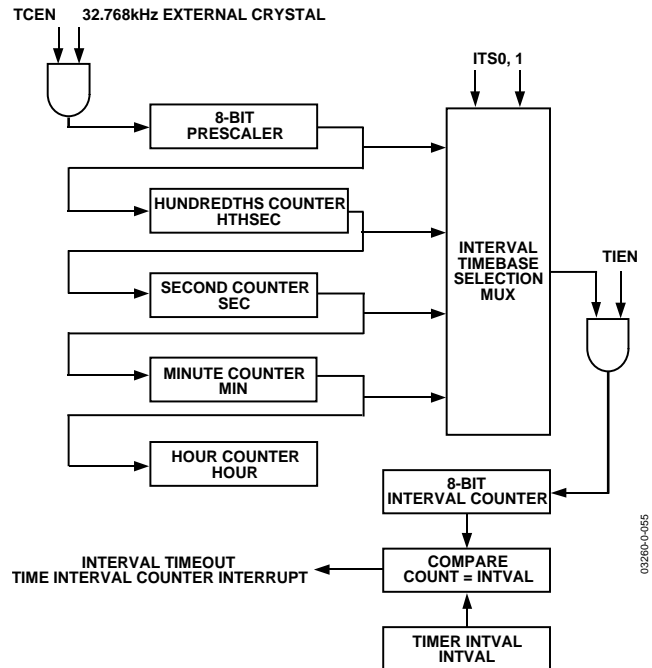 TCEN 32.768kHz EXTERNAL CRYSTAL
ITS0, 1
8-BIT
PRESCALER
HUNDREDTHS COUNTER
HTHSEC
INTERVAL
TIMEBASE
SELECTION
MUX
TIEN
SECOND COUNTER
SEC
MINUTE COUNTER
MIN
HOUR COUNTER
HOUR
8-BIT
INTERVAL COUNTER
INTERVAL TIMEOUT
TIME INTERVAL COUNTER INTERRUPT
COMPARE
COUNT = INTVAL
TIMER INTVAL
INTVAL
03260-0-055